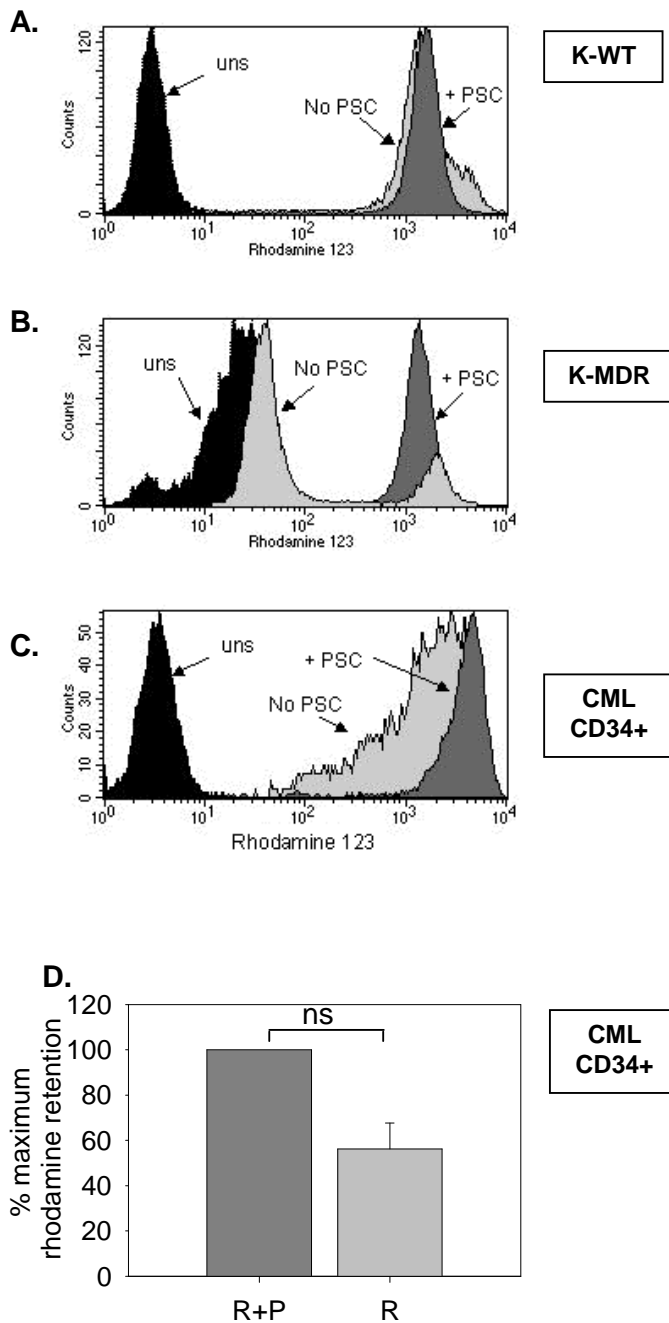 A.
K-WT
120
Counts
0
uns
No PSC
+ PSC
10^0 10^1 10^2 10^3 10^4
Rhodamine 123
B.
K-MDR
120
Counts
0
uns
No PSC
+ PSC
10^0 10^1 10^2 10^3 10^4
Rhodamine 123
C.
CML
CD34+
50
40
30
20
10
0
Counts
uns
+ PSC
No PSC
10^0 10^1 10^2 10^3 10^4
Rhodamine 123
D.
CML
CD34+
120
100
80
60
40
20
0
% maximum
rhodamine retention
ns
R+P R